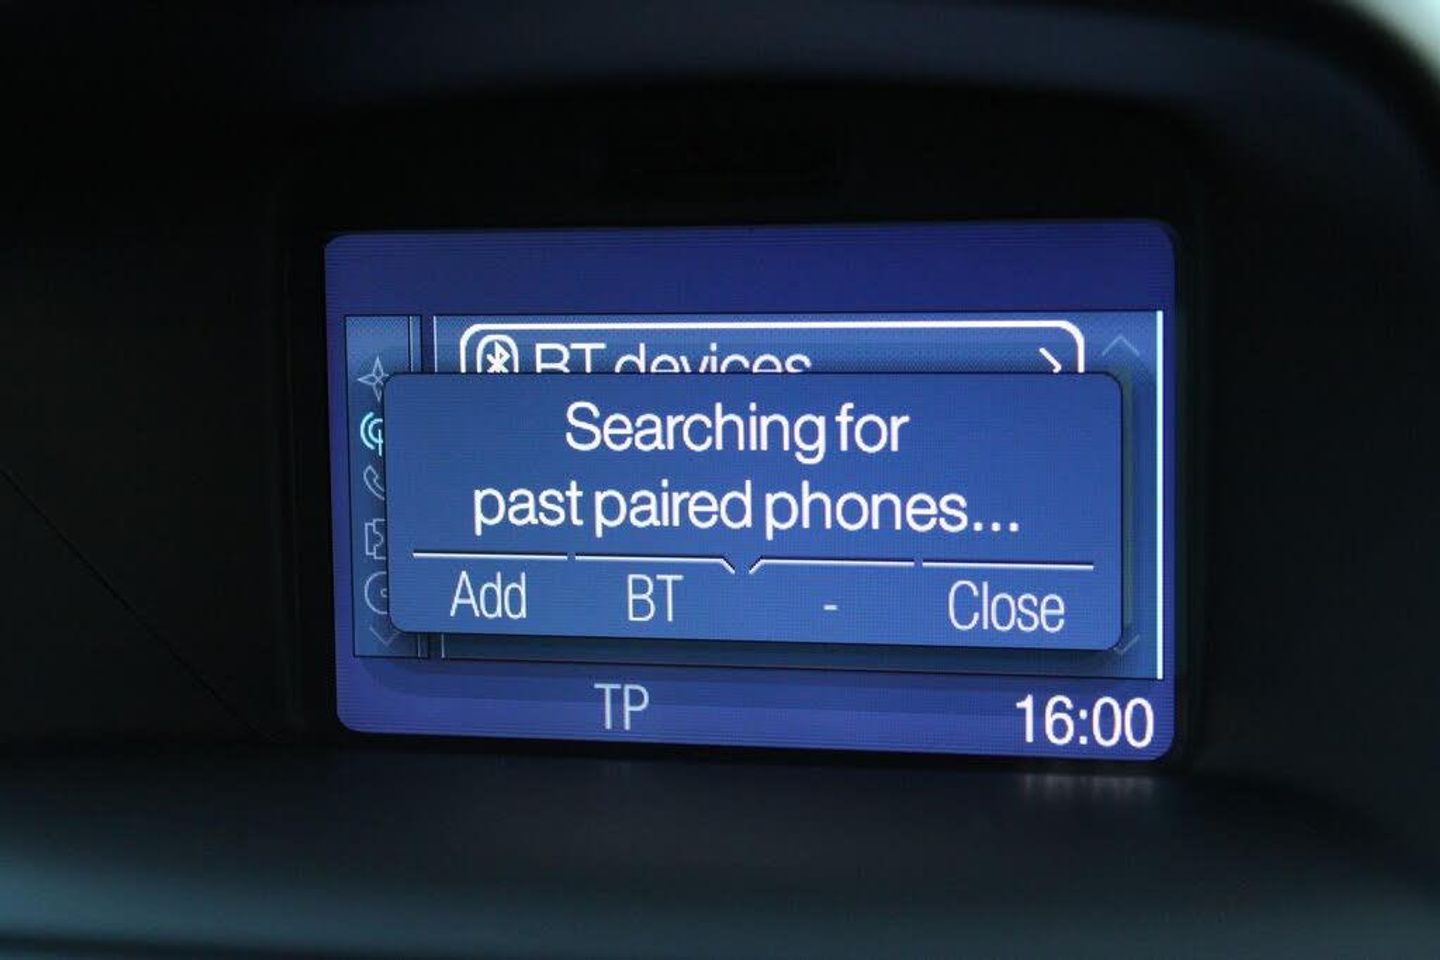 BT devices
Searching for
past paired phones...
Add BT - Close
TP 16:00